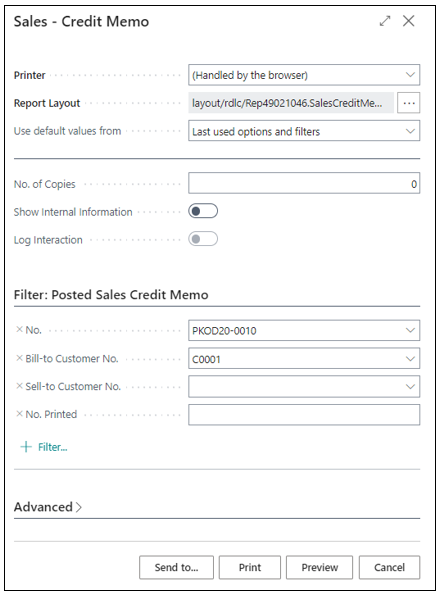 Sales - Credit Memo
Printer (Handled by the browser)
Report Layout layout/rdlc/Rep49021046.SalesCreditMe... ...
Use default values from Last used options and filters
No. of Copies 0
Show Internal Information
Log Interaction
Filter: Posted Sales Credit Memo
× No. PKOD20-0010
× Bill-to Customer No. C0001
× Sell-to Customer No.
× No. Printed
+ Filter...
Advanced >
Send to... Print Preview Cancel